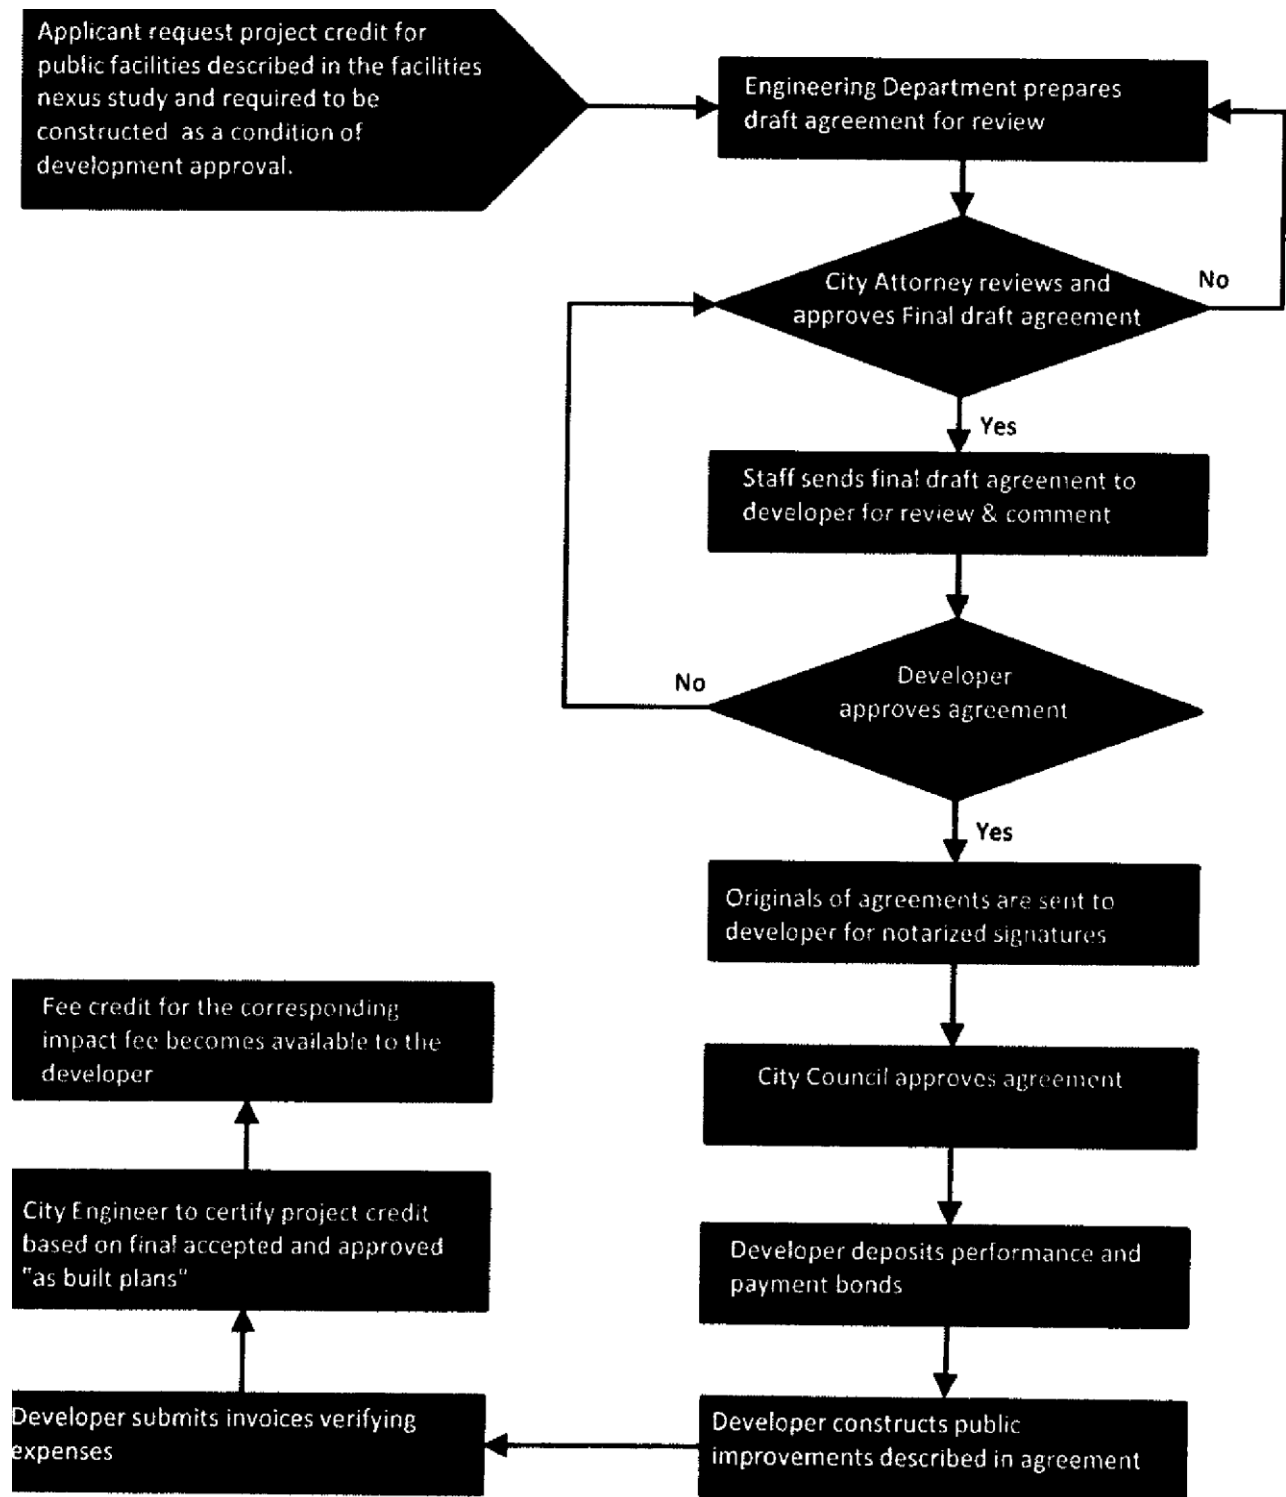 Applicant request project credit for
public facilities described in the facilities
nexus study and required to be
constructed as a condition of
development approval.
Engineering Department prepares
draft agreement for review
City Attorney reviews and
approves Final draft agreement
No
Yes
Staff sends final draft agreement to
developer for review & comment
Developer
approves agreement
No
Yes
Originals of agreements are sent to
developer for notarized signatures
City Council approves agreement
Developer deposits performance and
payment bonds
Developer constructs public
improvements described in agreement
Developer submits invoices verifying
expenses
City Engineer to certify project credit
based on final accepted and approved
"as built plans"
Fee credit for the corresponding
impact fee becomes available to the
developer